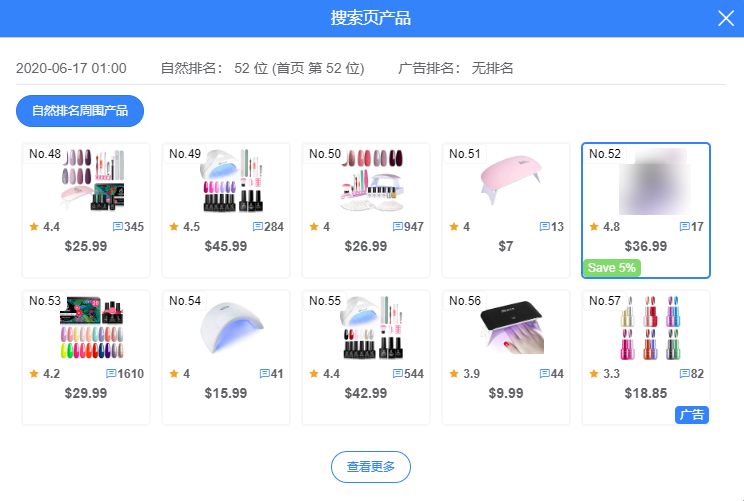 搜索页产品
2020-06-17 01:00 自然排名: 52 位 (首页 第 52 位) 广告排名: 无排名
自然排名周围产品
No.48 No.49 No.50 No.51 No.52
4.4 345 4.5 284 4 947 4 13 4.8 17
$25.99 $45.99 $26.99 $7 $36.99
Save 5%
No.53 No.54 No.55 No.56 No.57
4.2 1610 4 41 4.4 544 3.9 44 3.3 82
$29.99 $15.99 $42.99 $9.99 $18.85
广告
查看更多